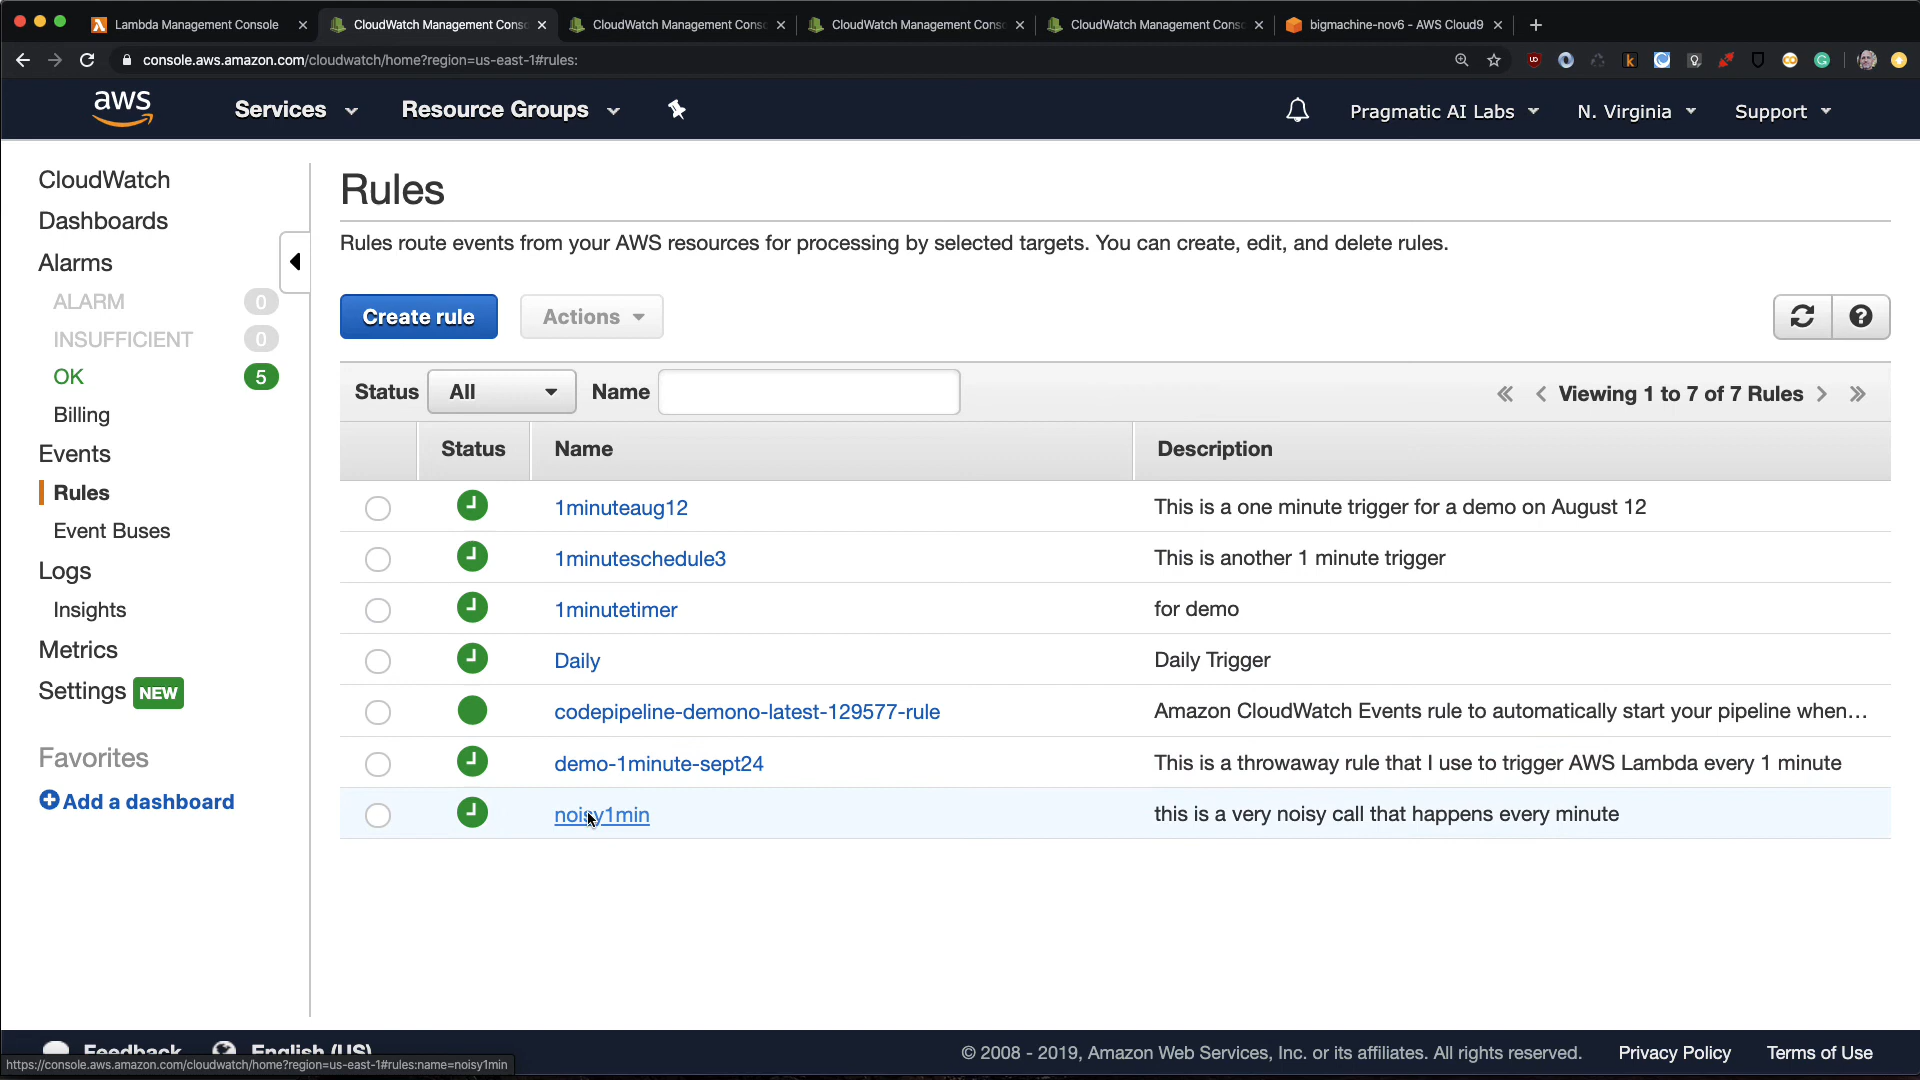 Lambda Management Console
CloudWatch Management Cons
CloudWatch Management Cons
CloudWatch Management Cons
CloudWatch Management Cons
bigmachine-nov6 - AWS Cloud9
console.aws.amazon.com/cloudwatch/home?region=us-east-1#rules:
aws
Services
Resource Groups
Pragmatic AI Labs
N. Virginia
Support
CloudWatch
Dashboards
Alarms
ALARM 0
INSUFFICIENT 0
OK 5
Billing
Events
Rules
Event Buses
Logs
Insights
Metrics
Settings NEW
Favorites
Add a dashboard
Rules
Rules route events from your AWS resources for processing by selected targets. You can create, edit, and delete rules.
Create rule
Actions
Status All Name
« ‹ Viewing 1 to 7 of 7 Rules › »
Status Name Description
1minuteaug12 This is a one minute trigger for a demo on August 12
1minuteschedule3 This is another 1 minute trigger
1minutetimer for demo
Daily Daily Trigger
codepipeline-demono-latest-129577-rule Amazon CloudWatch Events rule to automatically start your pipeline when...
demo-1minute-sept24 This is a throwaway rule that I use to trigger AWS Lambda every 1 minute
noisy1min this is a very noisy call that happens every minute
Feedback English (US)
© 2008 - 2019, Amazon Web Services, Inc. or its affiliates. All rights reserved. Privacy Policy Terms of Use
https://console.aws.amazon.com/cloudwatch/home?region=us-east-1#rules:name=noisy1min